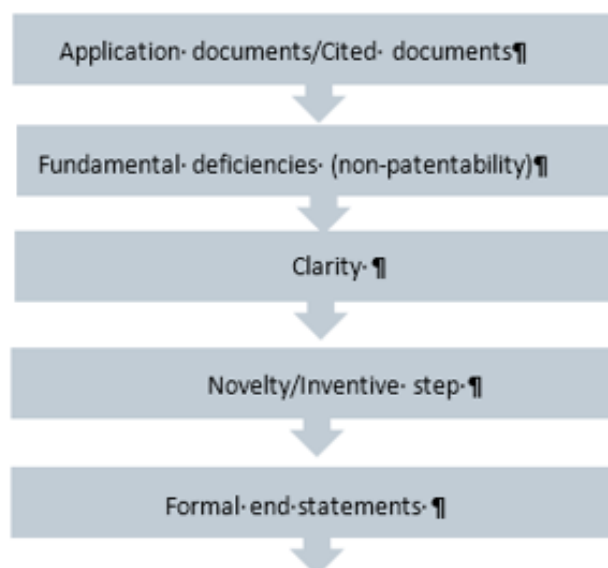 Application· documents/Cited· documents¶
Fundamental· deficiencies· (non-patentability)¶
Clarity· ¶
Novelty/Inventive· step· ¶
Formal·end·statements· ¶